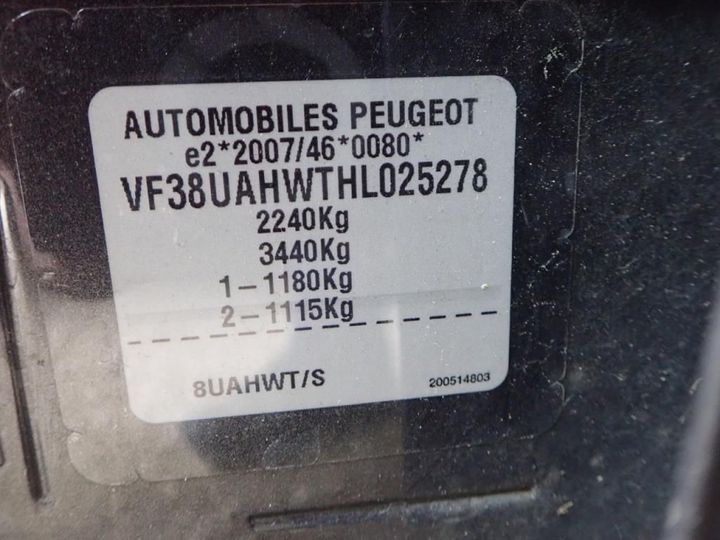 AUTOMOBILES PEUGEOT
e2*2007/46*0080*
VF38UAHWTHL025278
2240Kg
3440Kg
1-1180Kg
2-1115Kg
8UAHWT/S 200514803